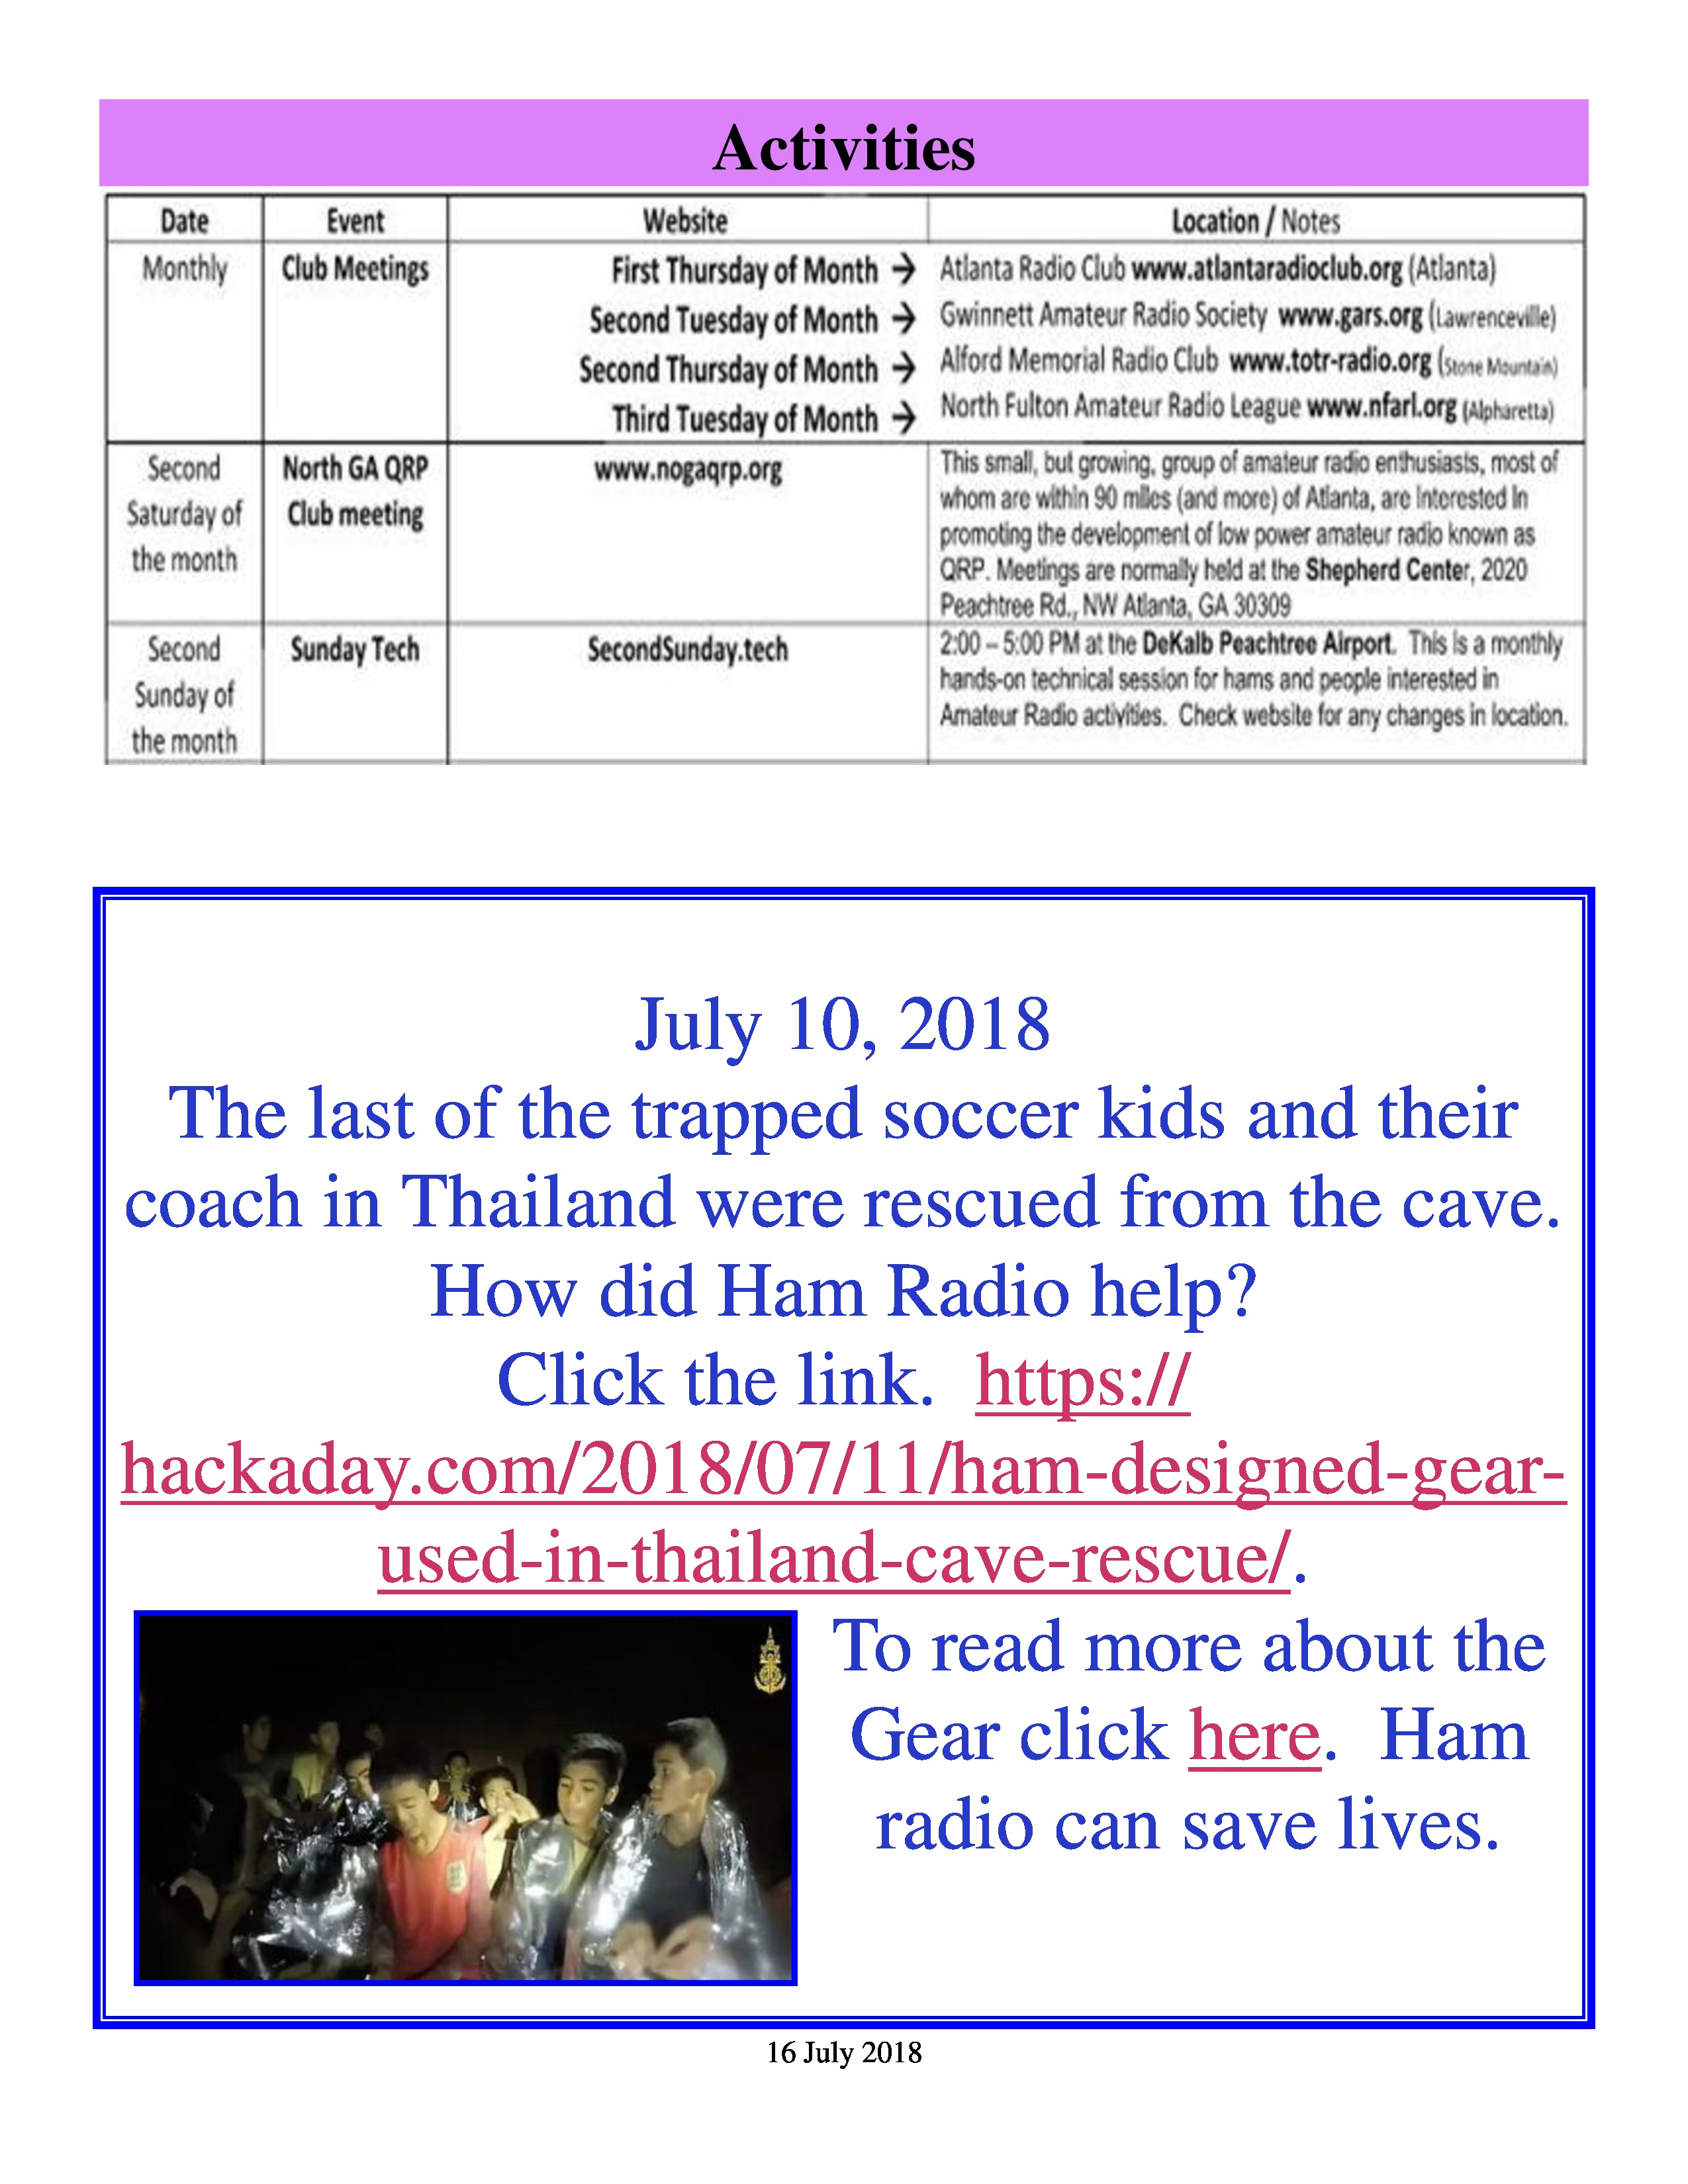 Activities
Date Event Website Location / Notes
Monthly Club Meetings First Thursday of Month → Atlanta Radio Club www.atlantaradioclub.org (Atlanta)
Second Tuesday of Month → Gwinnett Amateur Radio Society www.gars.org (Lawrenceville)
Second Thursday of Month → Alford Memorial Radio Club www.totr-radio.org (Stone Mountain)
Third Tuesday of Month → North Fulton Amateur Radio League www.nfarl.org (Alpharetta)
Second
Saturday of
the month
North GA QRP
Club meeting
www.nogaqrp.org
This small, but growing, group of amateur radio enthusiasts, most of
whom are within 90 miles (and more) of Atlanta, are interested in
promoting the development of low power amateur radio known as
QRP. Meetings are normally held at the Shepherd Center, 2020
Peachtree Rd., NW Atlanta, GA 30309
Second
Sunday of
the month
Sunday Tech
SecondSunday.tech
2:00 – 5:00 PM at the DeKalb Peachtree Airport. This is a monthly
hands-on technical session for hams and people interested in
Amateur Radio activities. Check website for any changes in location.
July 10, 2018
The last of the trapped soccer kids and their
coach in Thailand were rescued from the cave.
How did Ham Radio help?
Click the link. https://
hackaday.com/2018/07/11/ham-designed-gear-
used-in-thailand-cave-rescue/.
To read more about the
Gear click here. Ham
radio can save lives.
16 July 2018